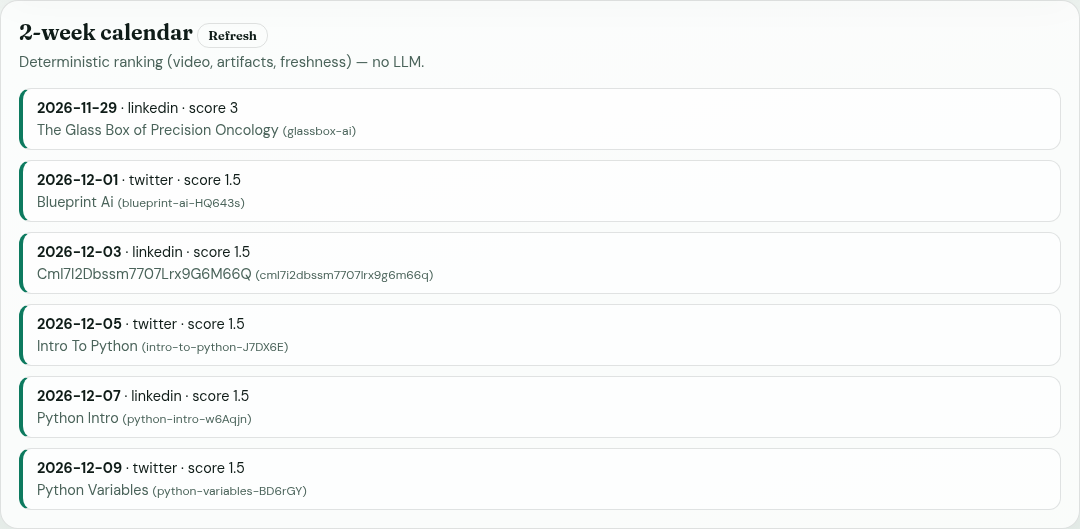 2-week calendar Refresh
Deterministic ranking (video, artifacts, freshness) — no LLM.
2026-11-29 · linkedin · score 3
The Glass Box of Precision Oncology (glassbox-ai)
2026-12-01 · twitter · score 1.5
Blueprint Ai (blueprint-ai-HQ643s)
2026-12-03 · linkedin · score 1.5
Cml7I2Dbssm7707Lrx9G6M66Q (cml7i2dbssm7707lrx9g6m66q)
2026-12-05 · twitter · score 1.5
Intro To Python (intro-to-python-J7DX6E)
2026-12-07 · linkedin · score 1.5
Python Intro (python-intro-w6Aqjn)
2026-12-09 · twitter · score 1.5
Python Variables (python-variables-BD6rGY)